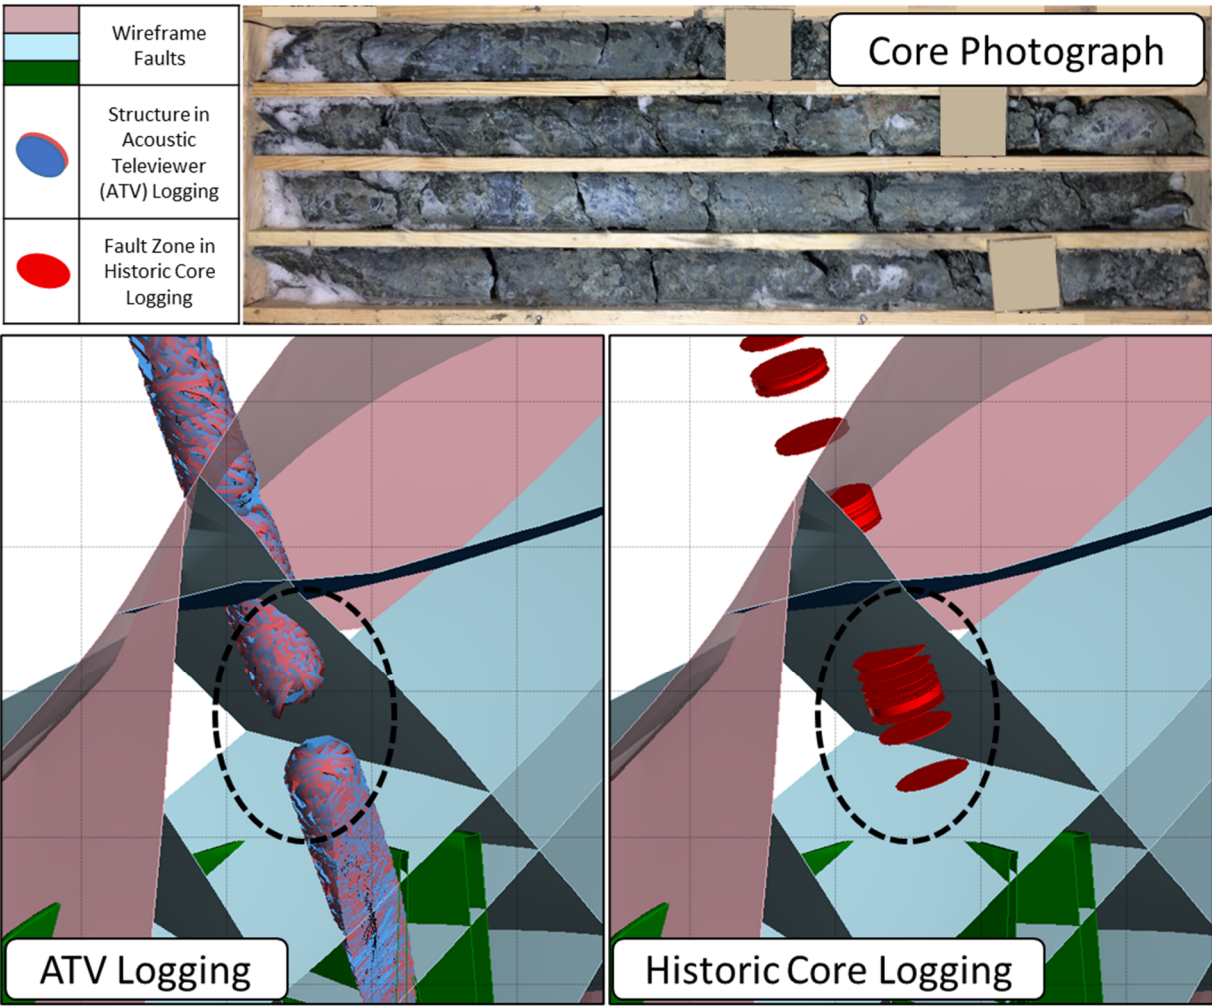 Wireframe
Faults
Structure in
Acoustic
Televiewer
(ATV) Logging
Fault Zone in
Historic Core
Logging
Core Photograph
ATV Logging
Historic Core Logging